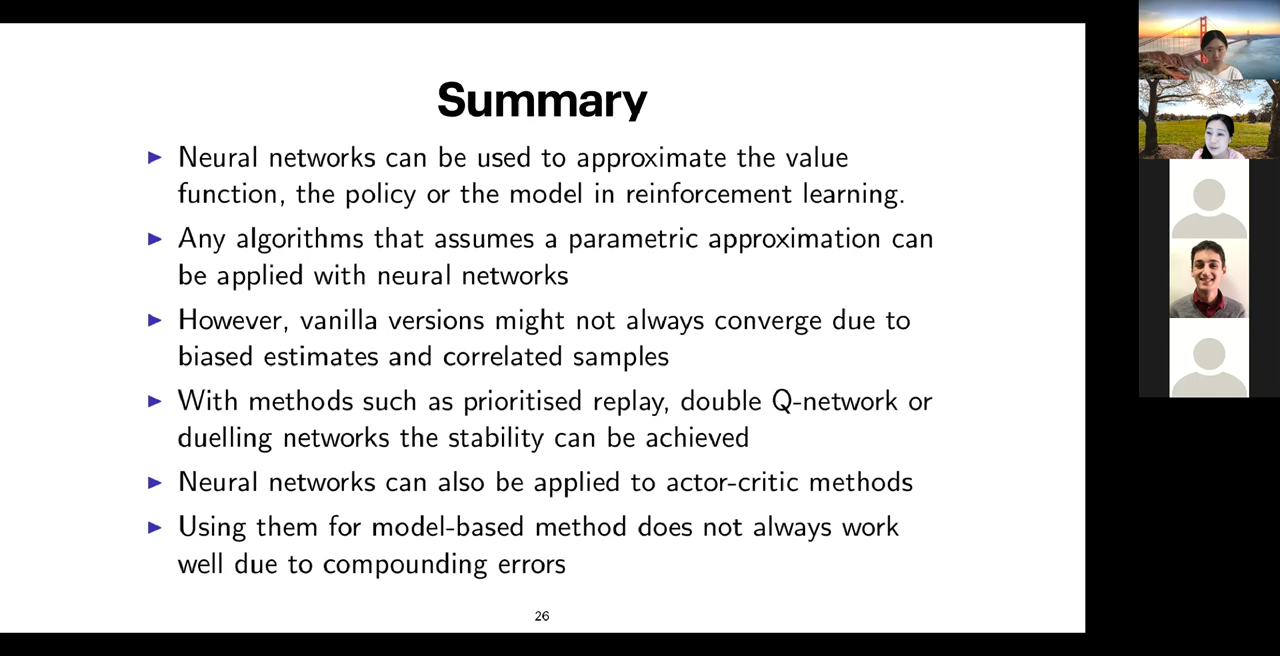 Summary
▶ Neural networks can be used to approximate the value
function, the policy or the model in reinforcement learning.
▶ Any algorithms that assumes a parametric approximation can
be applied with neural networks
▶ However, vanilla versions might not always converge due to
biased estimates and correlated samples
▶ With methods such as prioritised replay, double Q-network or
duelling networks the stability can be achieved
▶ Neural networks can also be applied to actor-critic methods
▶ Using them for model-based method does not always work
well due to compounding errors
26